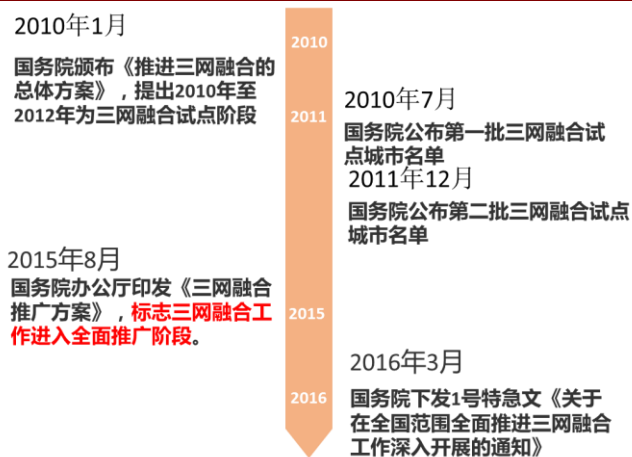 2010年1月
国务院颁布《推进三网融合的
总体方案》，提出2010年至
2012年为三网融合试点阶段
2010
2011
2010年7月
国务院公布第一批三网融合试
点城市名单
2011年12月
国务院公布第二批三网融合试点
城市名单
2015年8月
国务院办公厅印发《三网融合
推广方案》，标志三网融合工
作进入全面推广阶段。
2015
2016年3月
2016
国务院下发1号特急文《关于
在全国范围全面推进三网融合
工作深入开展的通知》